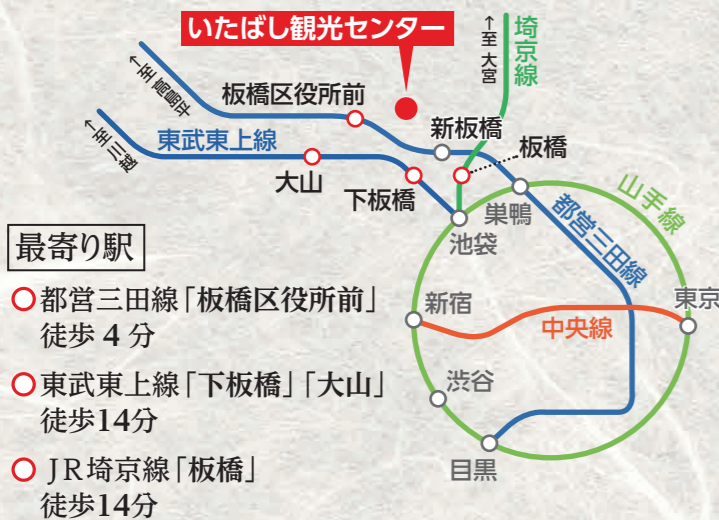 いたばし観光センター
↑至 大宮
埼京線
↑至高島平
板橋区役所前
新板橋
板橋
↑至川越
東武東上線
大山
下板橋
巣鴨
池袋
山手線
都営三田線
新宿
中央線
東京
渋谷
目黒
最寄り駅
都営三田線「板橋区役所前」
徒歩 4 分
東武東上線「下板橋」「大山」
徒歩14分
JR埼京線「板橋」
徒歩14分